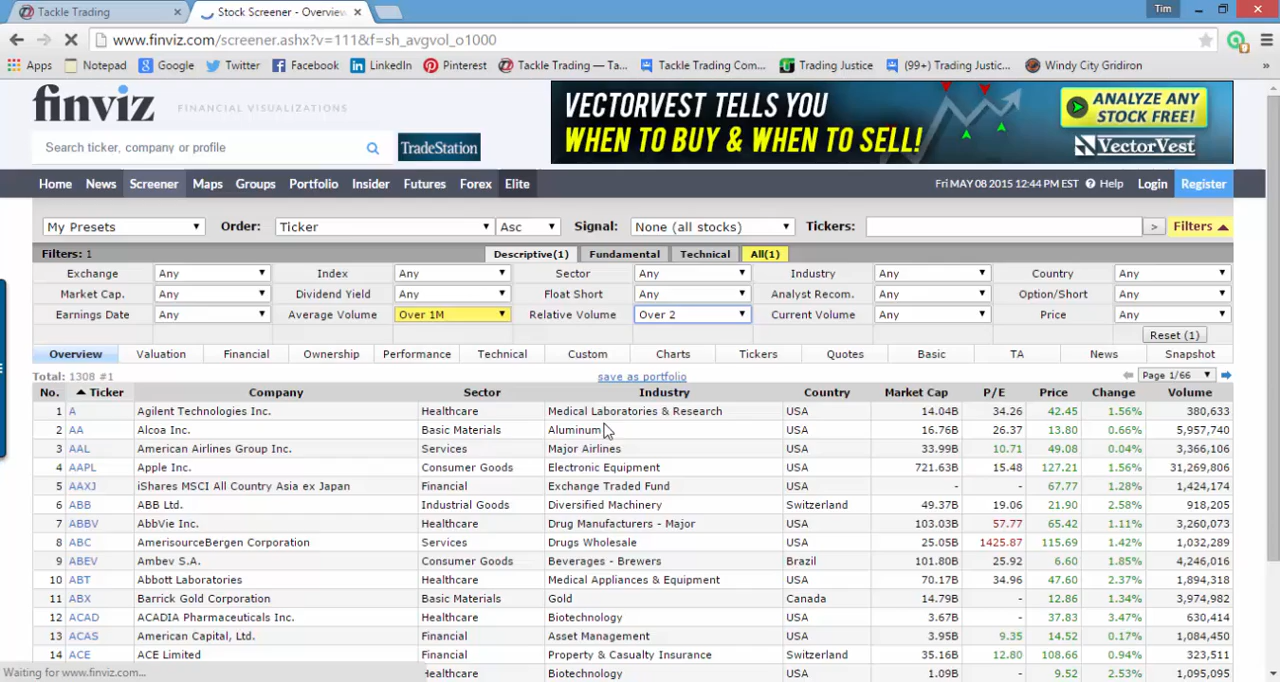 Tackle Trading
Stock Screener - Overview
Tim
www.finviz.com/screener.ashx?v=111&f=sh_avgvol_o1000
Apps Notepad Google Twitter Facebook LinkedIn Pinterest Tackle Trading — Ta... Tackle Trading Com... Trading Justice (99+) Trading Justic... Windy City Gridiron »
finviz FINANCIAL VISUALIZATIONS
VECTORVEST TELLS YOU
WHEN TO BUY & WHEN TO SELL!
ANALYZE ANY
STOCK FREE!
VectorVest
Search ticker, company or profile
TradeStation
Home News Screener Maps Groups Portfolio Insider Futures Forex Elite Fri MAY 08 2015 12:44 PM EST Help Login Register
My Presets Order: Ticker Asc Signal: None (all stocks) Tickers: > Filters
Filters: 1 Descriptive(1) Fundamental Technical All(1)
Exchange Any Index Any Sector Any Industry Any Country Any
Market Cap. Any Dividend Yield Any Float Short Any Analyst Recom. Any Option/Short Any
Earnings Date Any Average Volume Over 1M Relative Volume Over 2 Current Volume Any Price Any
Reset (1)
Overview Valuation Financial Ownership Performance Technical Custom Charts Tickers Quotes Basic TA News Snapshot
Total: 1308 #1 save as portfolio Page 1/66
No. Ticker Company Sector Industry Country Market Cap P/E Price Change Volume
1 A Agilent Technologies Inc. Healthcare Medical Laboratories & Research USA 14.04B 34.26 42.45 1.56% 380,633
2 AA Alcoa Inc. Basic Materials Aluminum USA 16.76B 26.37 13.80 0.66% 5,957,740
3 AAL American Airlines Group Inc. Services Major Airlines USA 33.99B 10.71 49.08 0.04% 3,366,106
4 AAPL Apple Inc. Consumer Goods Electronic Equipment USA 721.63B 15.48 127.21 1.56% 31,269,806
5 AAXJ iShares MSCI All Country Asia ex Japan Financial Exchange Traded Fund USA - - 67.77 1.28% 1,424,174
6 ABB ABB Ltd. Industrial Goods Diversified Machinery Switzerland 49.37B 19.06 21.90 2.58% 918,205
7 ABBV AbbVie Inc. Healthcare Drug Manufacturers - Major USA 103.03B 57.77 65.42 1.11% 3,260,073
8 ABC AmerisourceBergen Corporation Services Drugs Wholesale USA 25.05B 1425.87 115.69 1.42% 1,032,289
9 ABEV Ambev S.A. Consumer Goods Beverages - Brewers Brazil 101.80B 25.92 6.60 1.85% 4,246,016
10 ABT Abbott Laboratories Healthcare Medical Appliances & Equipment USA 70.17B 34.96 47.60 2.37% 1,894,318
11 ABX Barrick Gold Corporation Basic Materials Gold Canada 14.79B - 12.86 1.34% 3,974,982
12 ACAD ACADIA Pharmaceuticals Inc. Healthcare Biotechnology USA 3.67B - 37.83 3.47% 630,414
13 ACAS American Capital, Ltd. Financial Asset Management USA 3.95B 9.35 14.52 0.17% 1,084,450
14 ACE ACE Limited Financial Property & Casualty Insurance Switzerland 35.16B 12.80 108.66 0.94% 323,511
Healthcare Biotechnology USA 1.09B - 9.52 2.53% 1,095,095
Waiting for www.finviz.com...